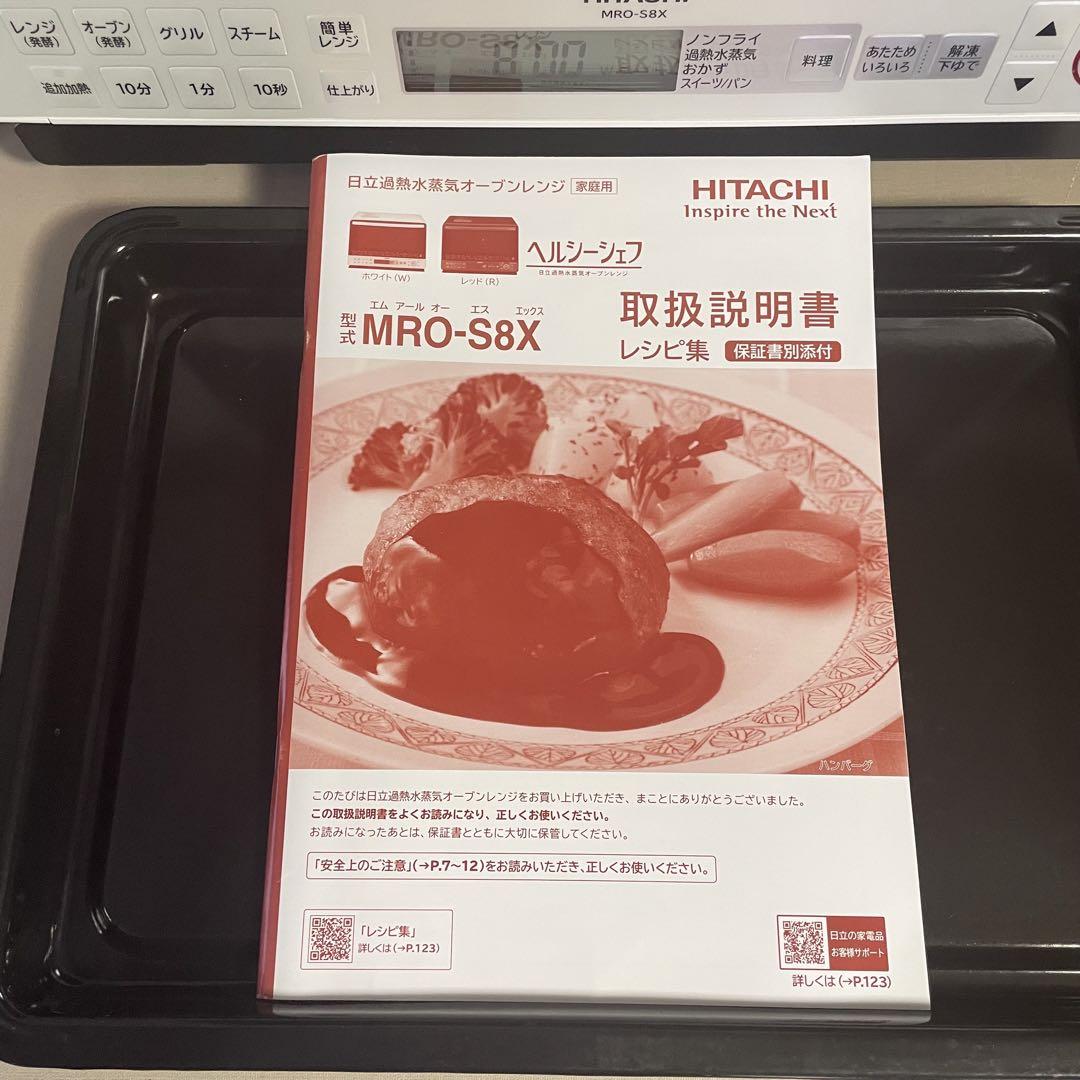 HITACHI
MRO-S8X
レンジ
(発酵)
オーブン
(発酵)
グリル
スチーム
簡単
レンジ
追加加熱
10分
1分
10秒
仕上がり
ノンフライ
過熱水蒸気
おかず
スイーツ/パン
料理
あたため
いろいろ
解凍
下ゆで
▲
▼
日立過熱水蒸気オーブンレンジ 家庭用
HITACHI
Inspire the Next
ホワイト(W)
レッド(R)
ヘルシーシェフ
日立過熱水蒸気オーブンレンジ
エム アール オー エス エックス
型式 MRO-S8X
取扱説明書
レシピ集 保証書別添付
ハンバーグ
このたびは日立過熱水蒸気オーブンレンジをお買い上げいただき、まことにありがとうございました。
この取扱説明書をよくお読みになり、正しくお使いください。
お読みになったあとは、保証書とともに大切に保管してください。
「安全上のご注意」(→P.7~12)をお読みいただき、正しくお使いください。
「レシピ集」
詳しくは(→P.123)
日立の家電品
お客様サポート
詳しくは(→P.123)